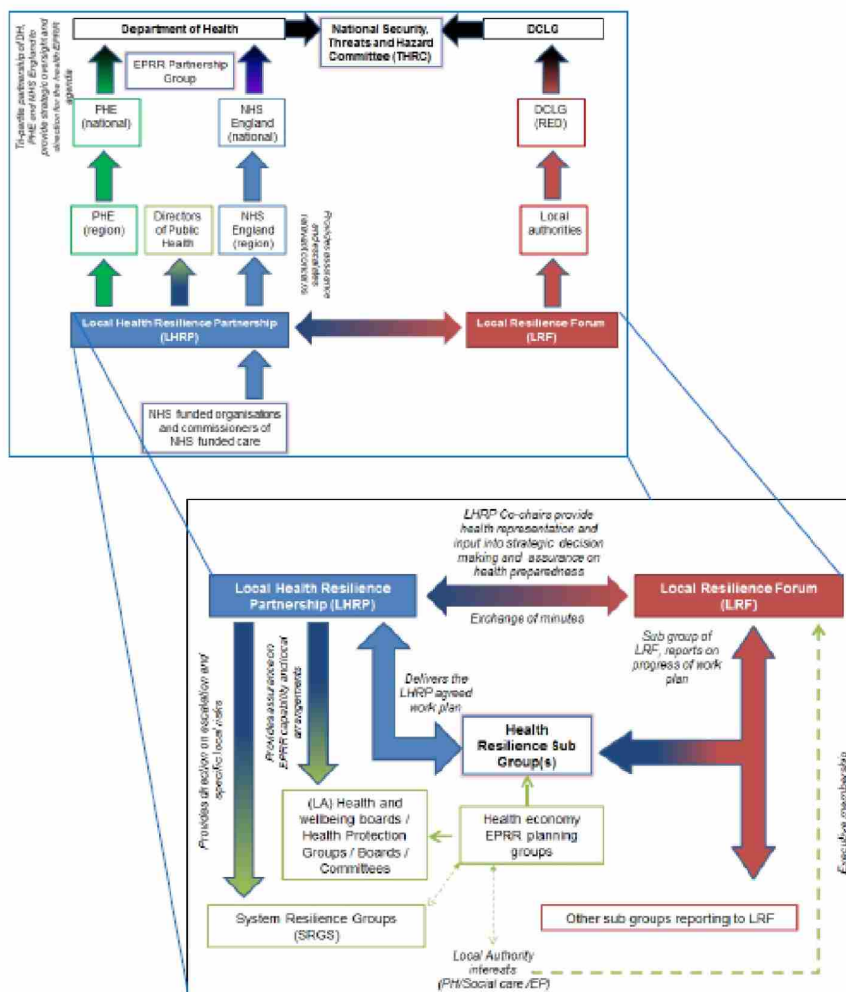 Department of Health
National Security,
Threats and Hazard
Committee (THRC)
DCLG
Tri-partite partnership of DH,
PHE and NHS England to
provide strategic oversight and
direction for the health EPRR
agenda
EPRR Partnership
Group
PHE
(national)
NHS
England
(national)
DCLG
(RED)
PHE
(region)
Directors
of Public
Health
NHS
England
(region)
Provides assurance
and escalates
relevant concerns
Local
authorities
Local Health Resilience Partnership
(LHRP)
Local Resilience Forum
(LRF)
NHS funded organisations
and commissioners of
NHS funded care
LHRP Co-chairs provide
health representation and
input into strategic decision
making and assurance on
health preparedness
Local Health Resilience
Partnership (LHRP)
Local Resilience Forum
(LRF)
Exchange of minutes
Sub group of
LRF, reports on
progress of work
plan
Provides direction on escalation and
specific local risks
Provides assurance on
EPRR capability and local
arrangements
Delivers the
LHRP agreed
work plan
Health
Resilience Sub
Group(s)
(LA) Health and
wellbeing boards /
Health Protection
Groups / Boards /
Committees
Health economy
EPRR planning
groups
Executive membership
System Resilience Groups
(SRGS)
Other sub groups reporting to LRF
Local Authority
interests
(PH/Social care /EP)